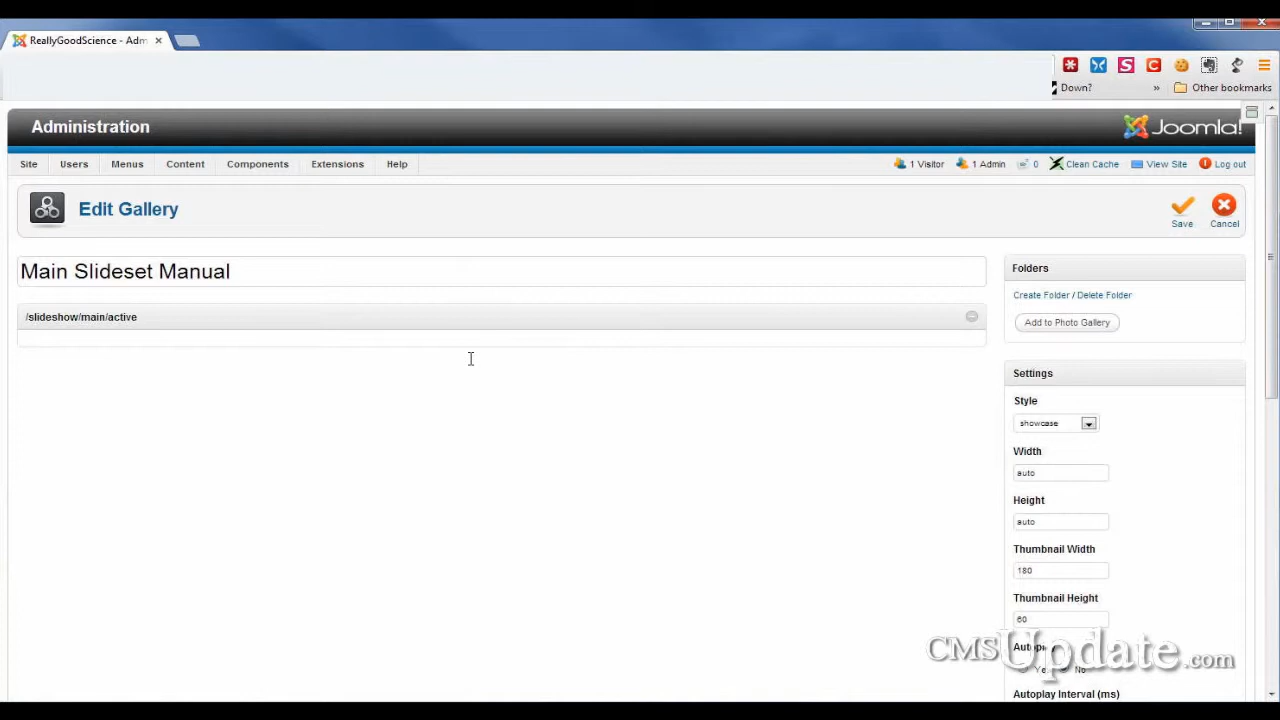 ReallyGoodScience - Adm
Down?
»
Other bookmarks
Administration
Joomla!
Site
Users
Menus
Content
Components
Extensions
Help
1 Visitor
1 Admin
0
Clean Cache
View Site
Log out
Edit Gallery
Save
Cancel
Main Slideset Manual
/slideshow/main/active
Folders
Create Folder / Delete Folder
Add to Photo Gallery
Settings
Style
showcase
Width
auto
Height
auto
Thumbnail Width
180
Thumbnail Height
60
CMSUpdate.com
No
Autoplay Interval (ms)